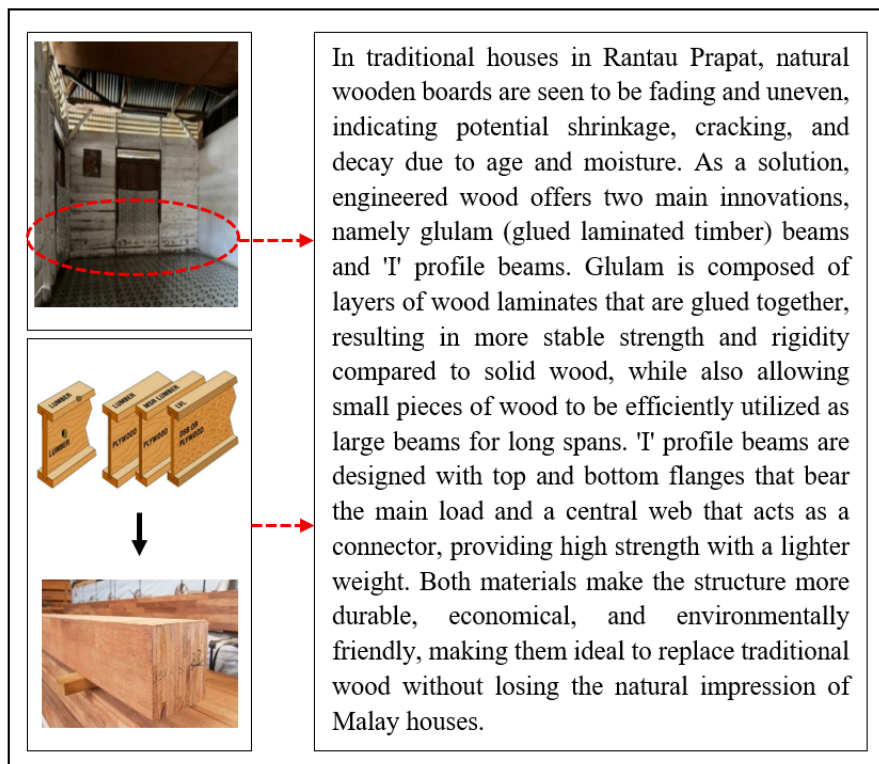 In traditional houses in Rantau Prapat, natural
wooden boards are seen to be fading and uneven,
indicating potential shrinkage, cracking, and
decay due to age and moisture. As a solution,
engineered wood offers two main innovations,
namely glulam (glued laminated timber) beams
and 'I' profile beams. Glulam is composed of
layers of wood laminates that are glued together,
resulting in more stable strength and rigidity
compared to solid wood, while also allowing
small pieces of wood to be efficiently utilized as
large beams for long spans. 'I' profile beams are
designed with top and bottom flanges that bear
the main load and a central web that acts as a
connector, providing high strength with a lighter
weight. Both materials make the structure more
durable, economical, and environmentally
friendly, making them ideal to replace traditional
wood without losing the natural impression of
Malay houses.
LUMBER
LUMBER
LUMBER
PLYWOOD
MSR LUMBER
PLYWOOD
LVL
OSB OR
PLYWOOD